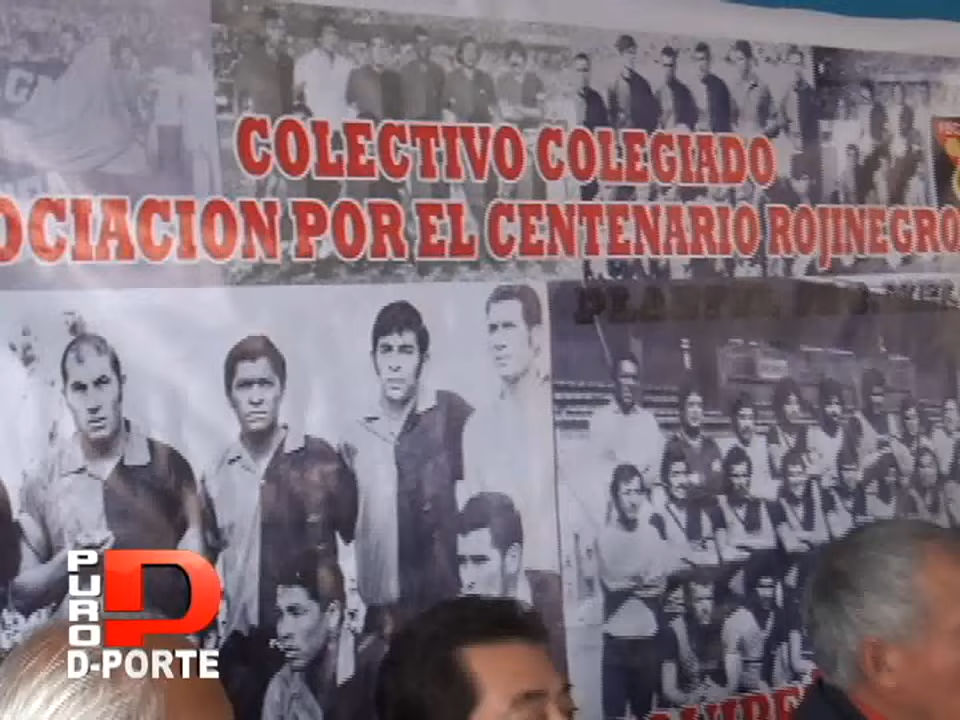 COLECTIVO COLEGIADO
OCIACION POR EL CENTENARIO ROJINEGRO
PURO
D-PORTE